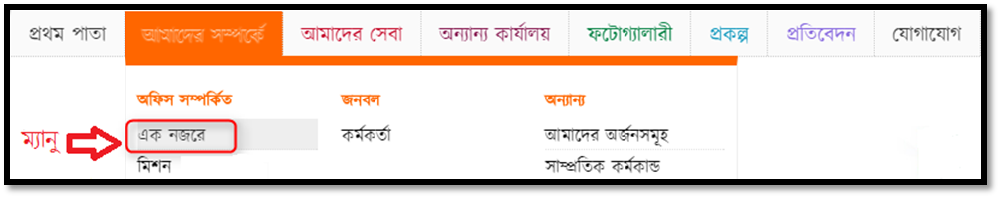 প্রথম পাতা আমাদের সম্পর্কে আমাদের সেবা অন্যান্য কার্যালয় ফটোগ্যালারী প্রকল্প প্রতিবেদন যোগাযোগ
অফিস সম্পর্কিত জনবল অন্যান্য
ম্যানু এক নজরে কর্মকর্তা আমাদের অর্জনসমূহ
মিশন সাম্প্রতিক কর্মকান্ড